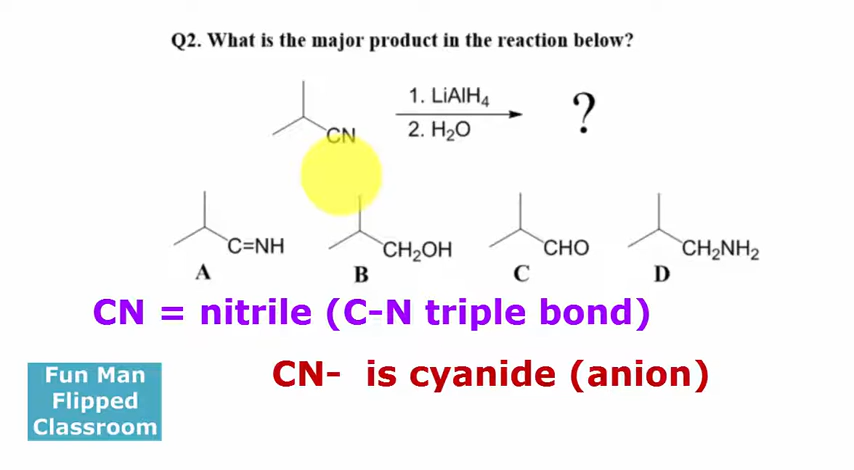 Q2. What is the major product in the reaction below?
1. LiAlH₄
CN
2. H₂O
?
C=NH
CH₂OH
CHO
CH₂NH₂
A
B
C
D
CN = nitrile (C-N triple bond)
CN- is cyanide (anion)
Fun Man
Flipped
Classroom